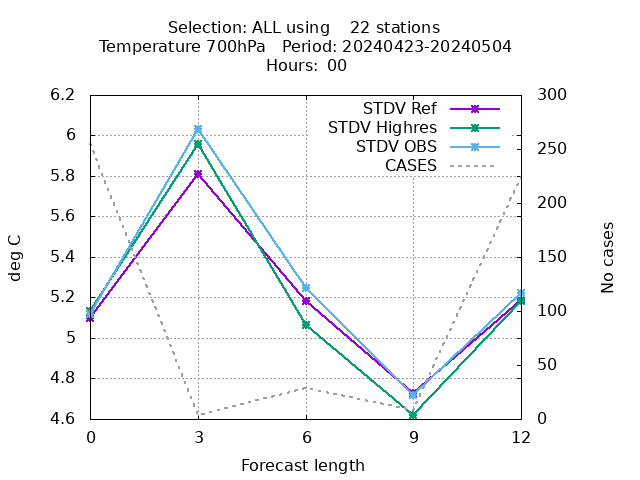 Selection: ALL using    22 stations
Temperature 700hPa   Period: 20240423-20240504
Hours: 00
STDV Ref
STDV Highres
STDV OBS
CASES
deg C
6.2
6
5.8
5.6
5.4
5.2
5
4.8
4.6
300
250
200
150
100
50
0
No cases
0 3 6 9 12
Forecast length